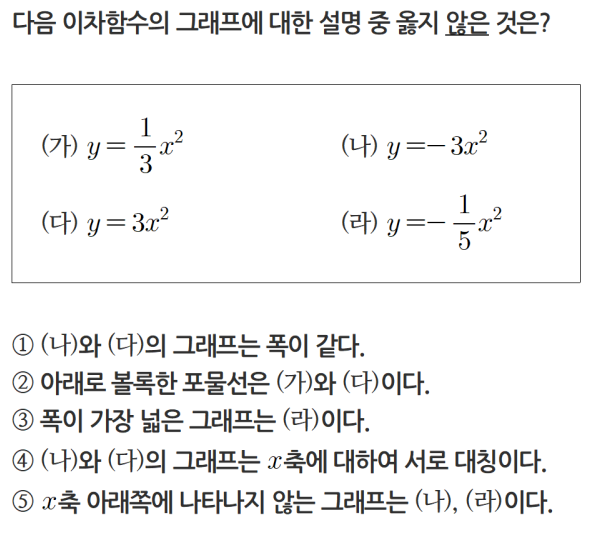 다음 이차함수의 그래프에 대한 설명 중 옳지 않은 것은?
(가) y = \frac{1}{3}x^2 (나) y = -3x^2
(다) y = 3x^2 (라) y = -\frac{1}{5}x^2
① (나)와 (다)의 그래프는 폭이 같다.
② 아래로 볼록한 포물선은 (가)와 (다)이다.
③ 폭이 가장 넓은 그래프는 (라)이다.
④ (나)와 (다)의 그래프는 x축에 대하여 서로 대칭이다.
⑤ x축 아래쪽에 나타나지 않는 그래프는 (나), (라)이다.